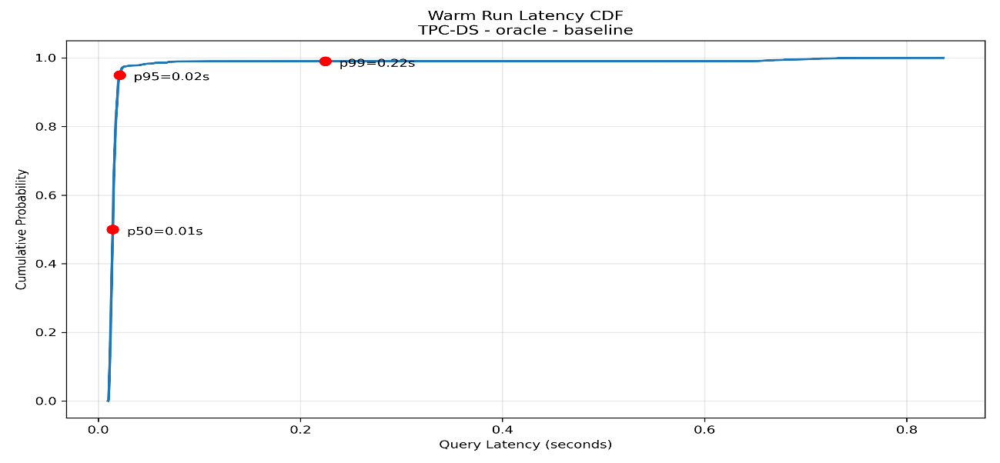 Warm Run Latency CDF
TPC-DS - oracle - baseline
Cumulative Probability
1.0
0.8
0.6
0.4
0.2
0.0
p99=0.22s
p95=0.02s
p50=0.01s
0.0
0.2
0.4
0.6
0.8
Query Latency (seconds)